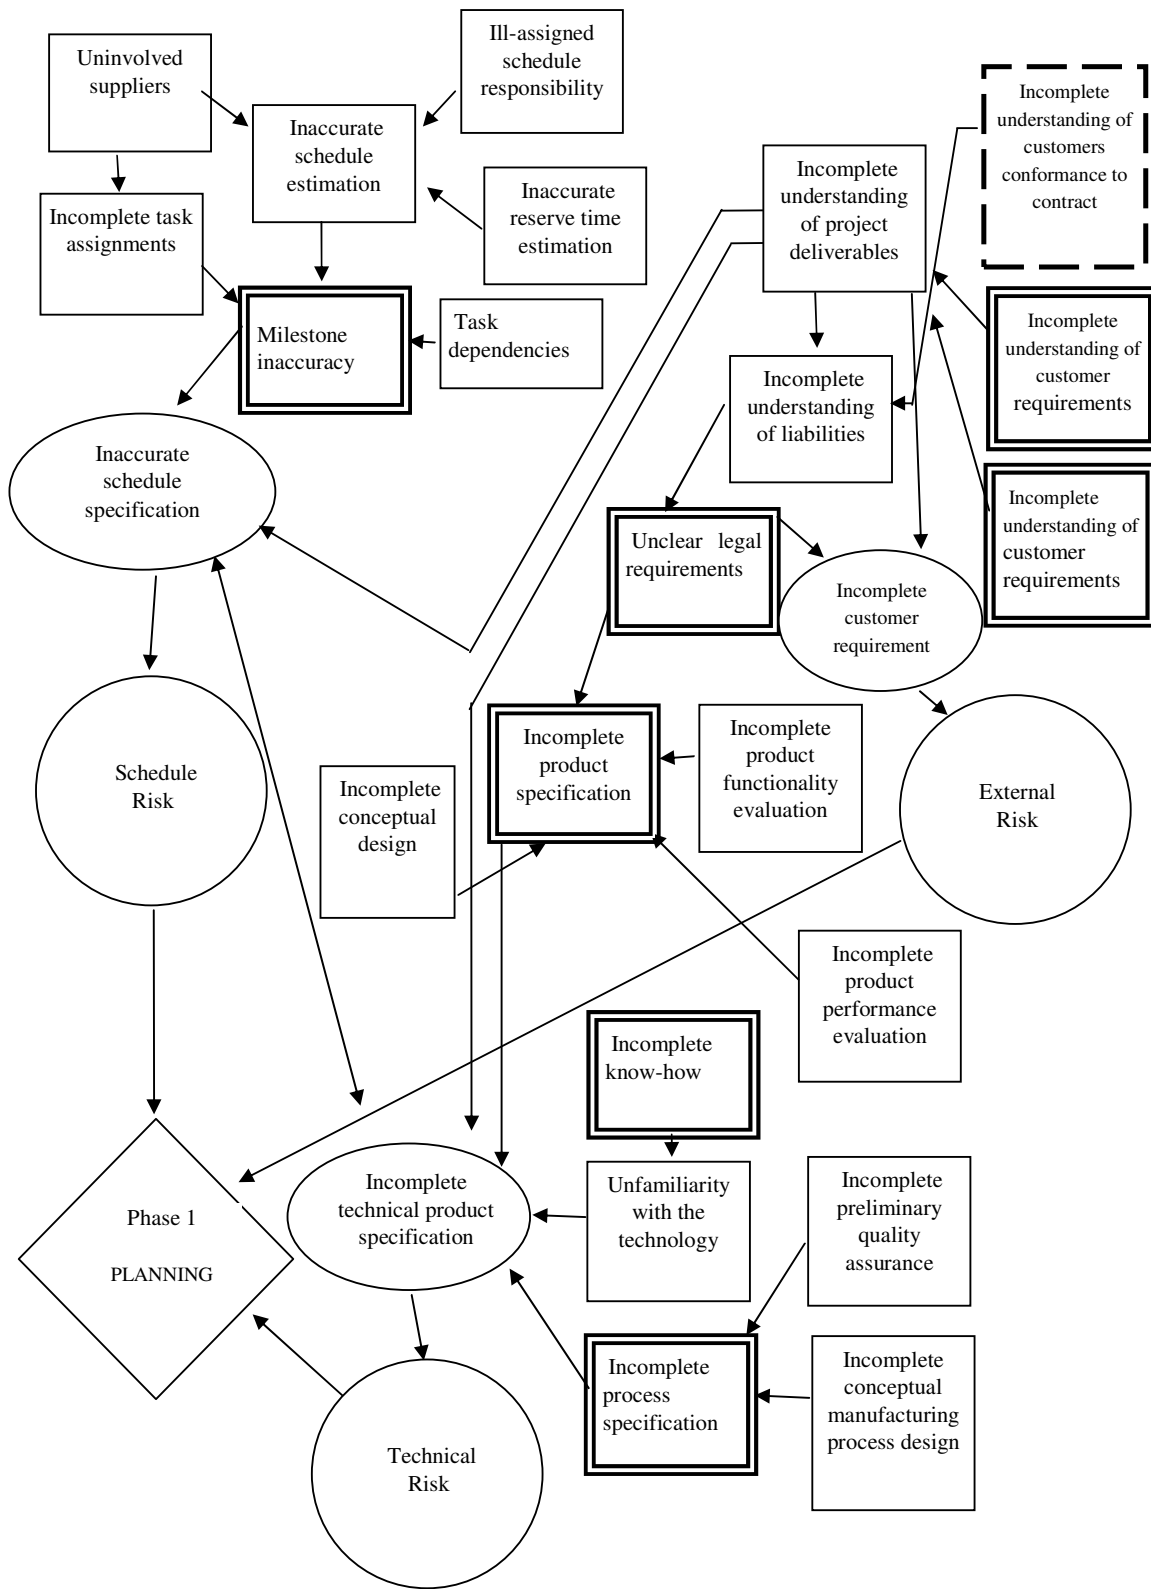 Uninvolved
suppliers
Ill-assigned
schedule
responsibility
Inaccurate
schedule
estimation
Incomplete
understanding of
customers
conformance to
contract
Incomplete
understanding
of project
deliverables
Incomplete task
assignments
Inaccurate
reserve time
estimation
Milestone
inaccuracy
Task
dependencies
Incomplete
understanding of
customer
requirements
Incomplete
understanding
of liabilities
Inaccurate
schedule
specification
Incomplete
understanding of
customer
requirements
Unclear legal
requirements
Incomplete
customer
requirement
Schedule
Risk
Incomplete
conceptual
design
Incomplete
product
specification
Incomplete
product
functionality
evaluation
External
Risk
Incomplete
product
performance
evaluation
Incomplete
know-how
Phase 1
PLANNING
Incomplete
technical product
specification
Unfamiliarity
with the
technology
Incomplete
preliminary
quality
assurance
Incomplete
process
specification
Incomplete
conceptual
manufacturing
process design
Technical
Risk